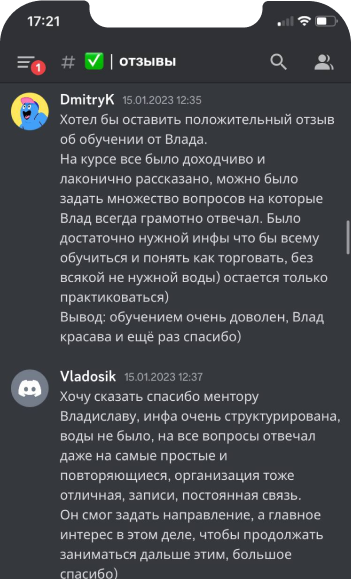 17:21
1
# ✅ | отзывы
DmitryK 15.01.2023 12:35
Хотел бы оставить положительный отзыв
об обучении от Влада.
На курсе все было доходчиво и
лаконично рассказано, можно было
задать множество вопросов на которые
Влад всегда грамотно отвечал. Было
достаточно нужной инфы что бы всему
обучиться и понять как торговать, без
всякой не нужной воды) остается только
практиковаться)
Вывод: обучением очень доволен, Влад
красава и ещё раз спасибо)
Vladosik 15.01.2023 12:37
Хочу сказать спасибо ментору
Владиславу, инфа очень структурирована,
воды не было, на все вопросы отвечал
даже на самые простые и
повторяющиеся, организация тоже
отличная, записи, постоянная связь.
Он смог задать направление, а главное
интерес в этом деле, чтобы продолжать
заниматься дальше этим, большое
спасибо)